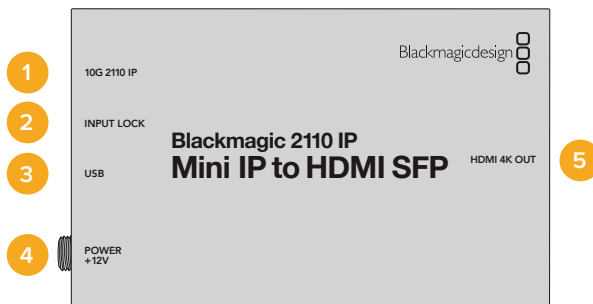 1
10G 2110 IP
Blackmagicdesign
2
INPUT LOCK
Blackmagic 2110 IP
Mini IP to HDMI SFP
3
USB
HDMI 4K OUT
5
4
POWER
+12V